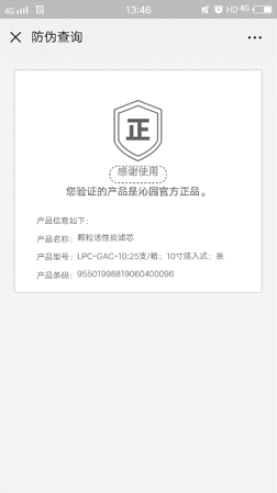 4G 13:46 HD 4G
× 防伪查询 •••
正
感谢使用
您验证的产品是沁园官方正品。
产品信息如下:
产品名称: 颗粒活性炭滤芯
产品型号: LPC-GAC-10:25支/箱; 10寸插入式; 条
产品条码: 95501998819060400096